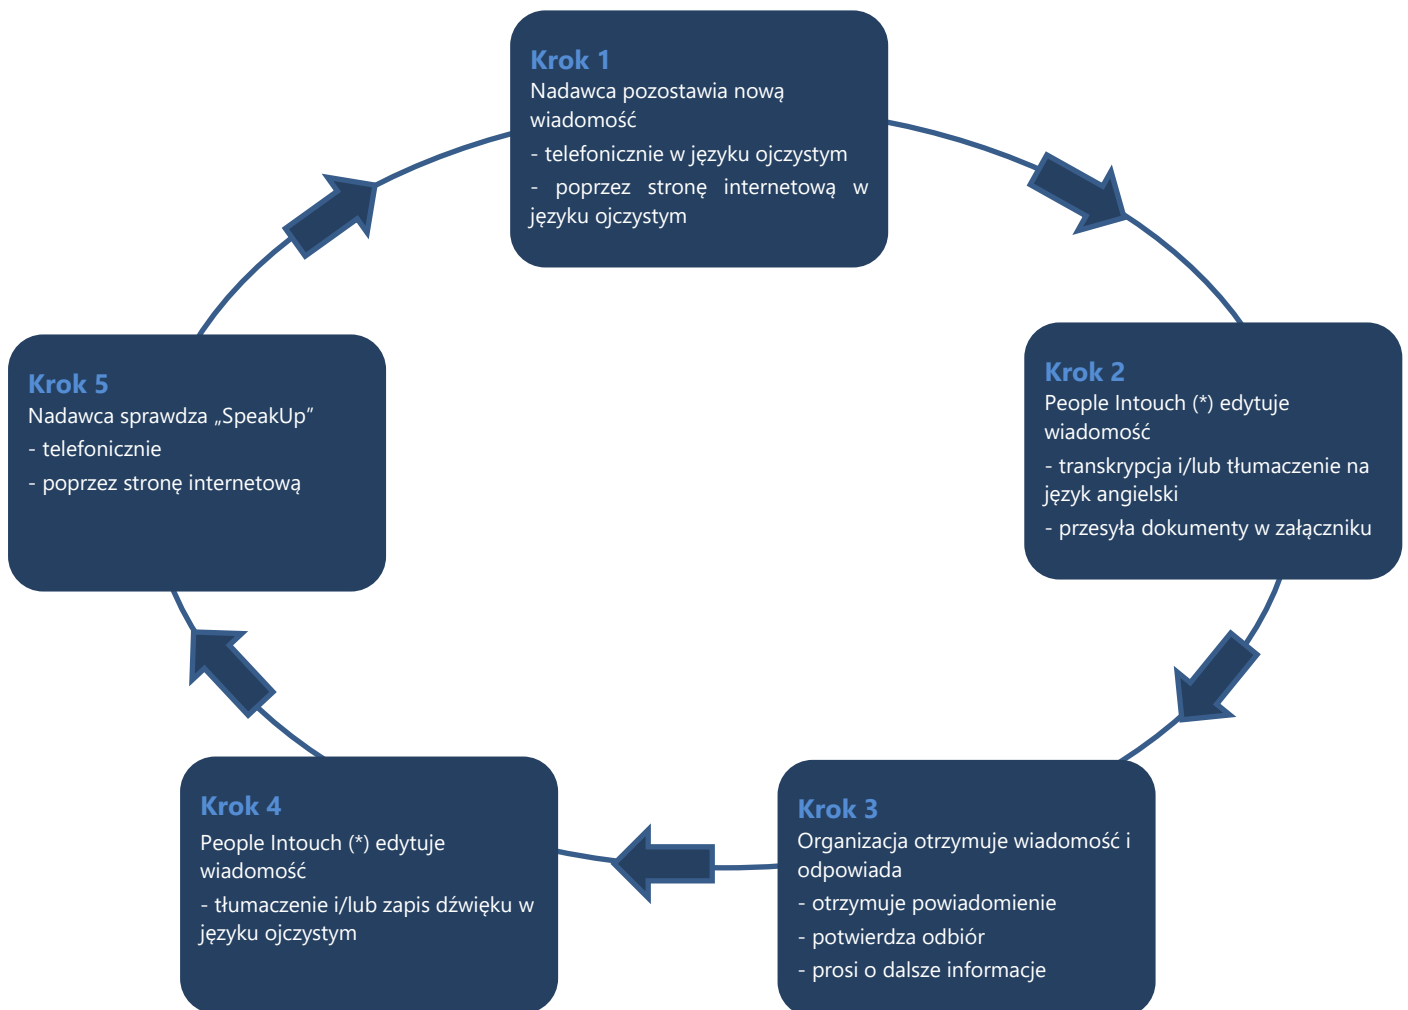 Krok 1
Nadawca pozostawia nową
wiadomość
- telefonicznie w języku ojczystym
- poprzez stronę internetową w
języku ojczystym
Krok 2
People Intouch (*) edytuje
wiadomość
- transkrypcja i/lub tłumaczenie na
język angielski
- przesyła dokumenty w załączniku
Krok 3
Organizacja otrzymuje wiadomość i
odpowiada
- otrzymuje powiadomienie
- potwierdza odbiór
- prosi o dalsze informacje
Krok 4
People Intouch (*) edytuje
wiadomość
- tłumaczenie i/lub zapis dźwięku w
języku ojczystym
Krok 5
Nadawca sprawdza „SpeakUp”
- telefonicznie
- poprzez stronę internetową